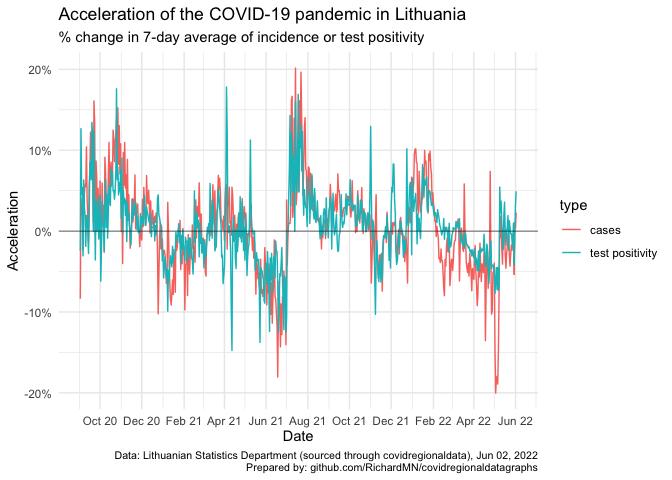 Acceleration of the COVID-19 pandemic in Lithuania
% change in 7-day average of incidence or test positivity
20%
10%
0%
-10%
-20%
Acceleration
Oct 20 Dec 20 Feb 21 Apr 21 Jun 21 Aug 21 Oct 21 Dec 21 Feb 22 Apr 22 Jun 22
Date
type
cases
test positivity
Data: Lithuanian Statistics Department (sourced through covidregionaldata), Jun 02, 2022
Prepared by: github.com/RichardMN/covidregionaldatagraphs